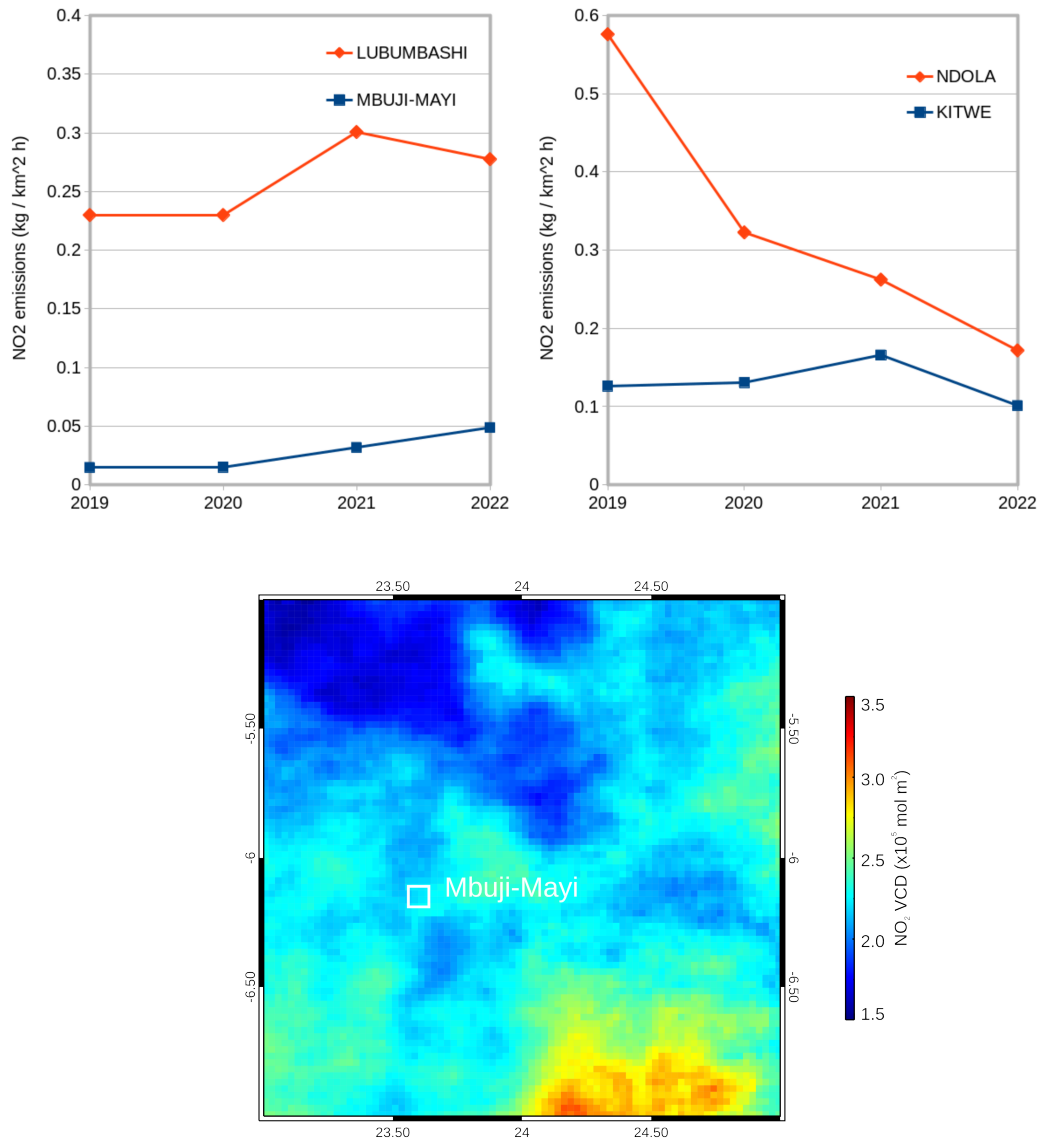 0.4
0.35
0.3
0.25
0.2
0.15
0.1
0.05
0
NO2 emissions (kg / km^2 h)
LUBUMBASHI
MBUJI-MAYI
2019 2020 2021 2022
0.6
0.5
0.4
0.3
0.2
0.1
0
NO2 emissions (kg / km^2 h)
NDOLA
KITWE
2019 2020 2021 2022
23.50 24 24.50
-5.50 -5.50
-6 -6
-6.50 -6.50
Mbuji-Mayi
23.50 24 24.50
3.5
3.0
2.5
2.0
1.5
NO₂ VCD (x10⁵ mol m²)